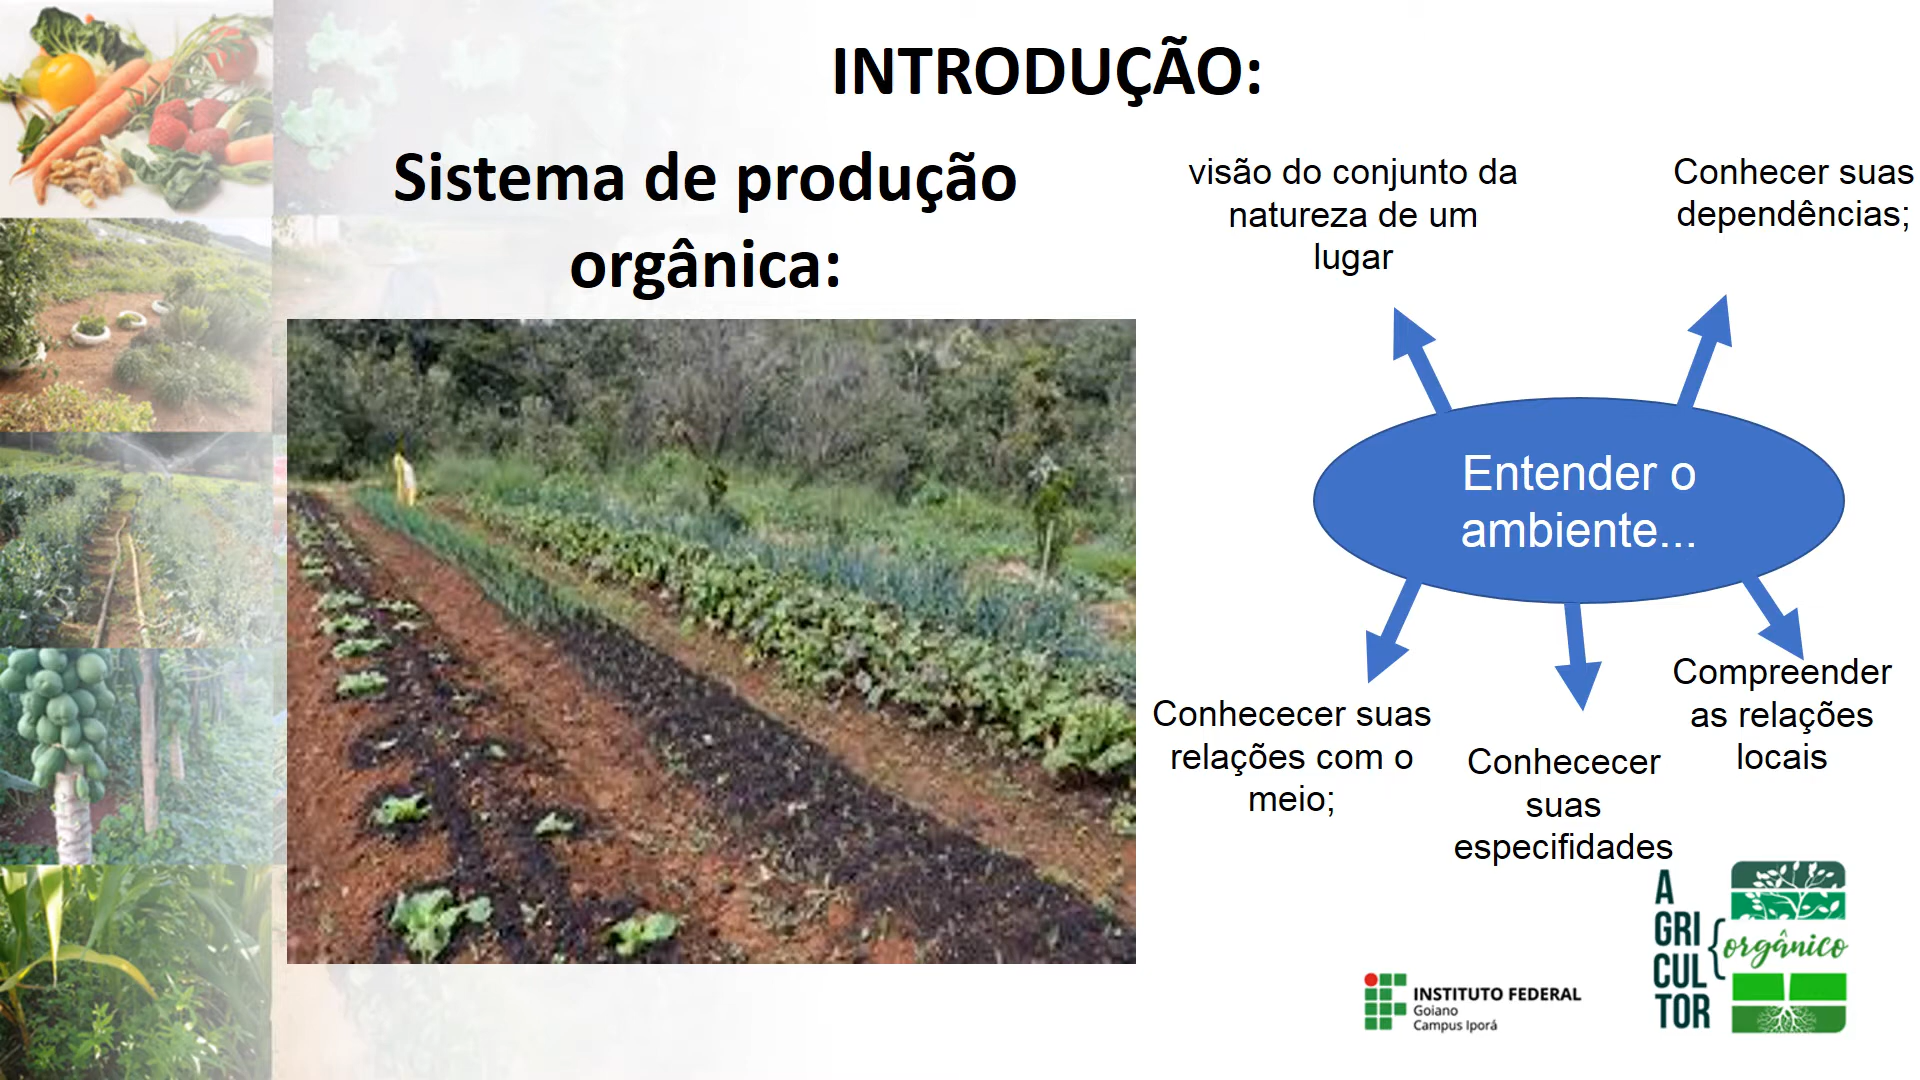 INTRODUÇÃO:
Sistema de produção
orgânica:
visão do conjunto da
natureza de um
lugar
Conhecer suas
dependências;
Entender o
ambiente...
Conhececer suas
relações com o
meio;
Conhececer
suas
especifidades
Compreender
as relações
locais
INSTITUTO FEDERAL
Goiano
Campus Iporá
A
GRI
CUL
TOR
orgânico